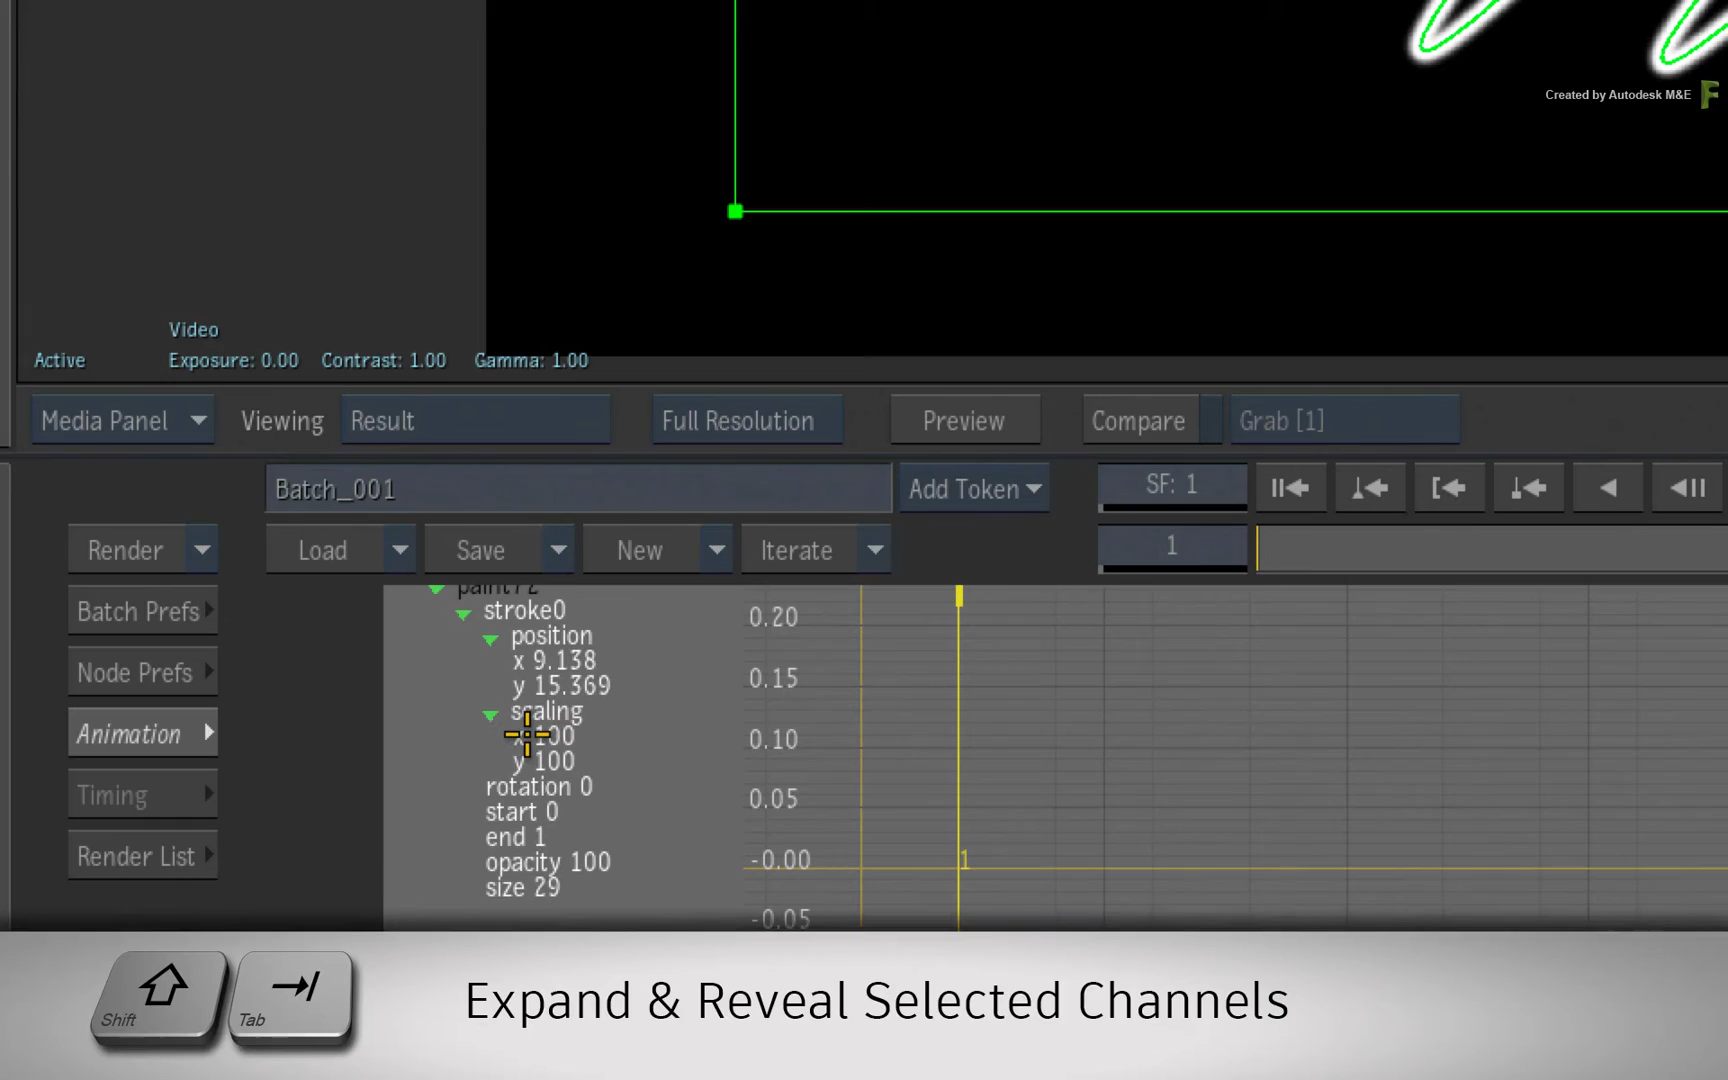 Created by Autodesk M&E
Video
Active Exposure: 0.00 Contrast: 1.00 Gamma: 1.00
Media Panel Viewing Result Full Resolution Preview Compare Grab [1]
Batch_001 Add Token SF: 1
Render Load Save New Iterate 1
Batch Prefs
Node Prefs
Animation
Timing
Render List
stroke0
position
x 9.138
y 15.369
scaling
x 100
y 100
rotation 0
start 0
end 1
opacity 100
size 29
0.20
0.15
0.10
0.05
-0.00 1
-0.05
Shift Tab Expand & Reveal Selected Channels